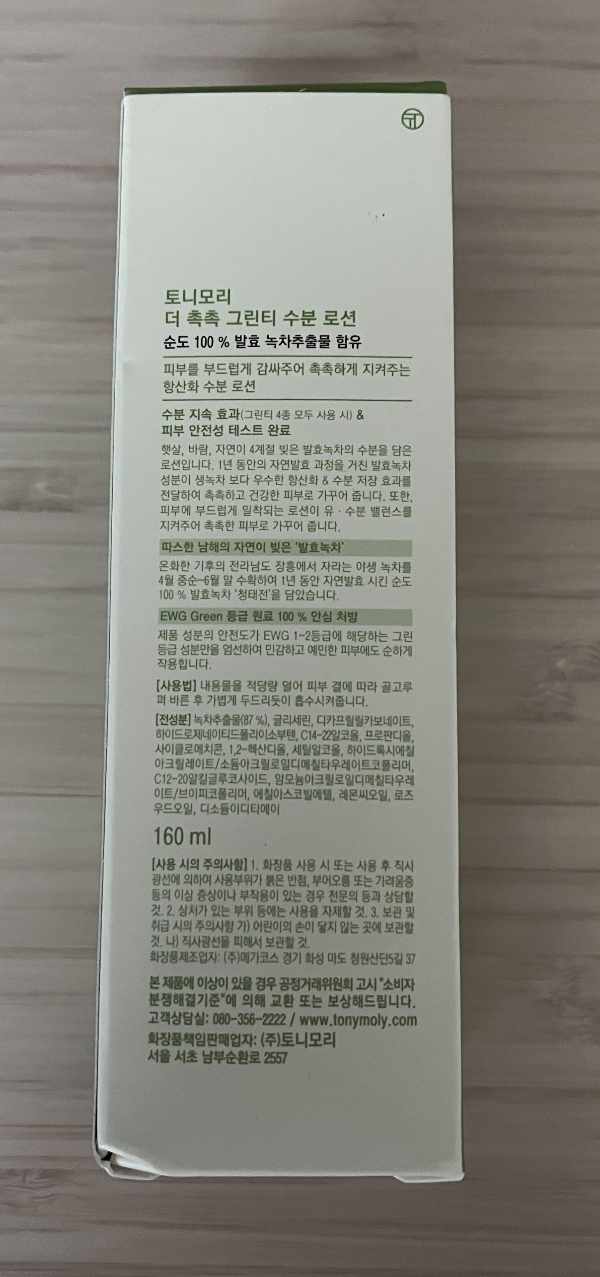 토니모리
더 촉촉 그린티 수분 로션
순도 100 % 발효 녹차추출물 함유
피부를 부드럽게 감싸주어 촉촉하게 지켜주는
항산화 수분 로션
수분 지속 효과(그린티 4종 모두 사용 시) &
피부 안전성 테스트 완료
햇살, 바람, 자연이 4계절 빚은 발효녹차의 수분을 담은
로션입니다. 1년 동안의 자연발효 과정을 거친 발효녹차
성분이 생녹차 보다 우수한 항산화 & 수분 저장 효과를
전달하여 촉촉하고 건강한 피부로 가꾸어 줍니다. 또한,
피부에 부드럽게 밀착되는 로션이 유 · 수분 밸런스를
지켜주어 촉촉한 피부로 가꾸어 줍니다.
따스한 남해의 자연이 빚은 '발효녹차'
온화한 기후의 전라남도 장흥에서 자라는 야생 녹차를
4월 중순~6월 말 수확하여 1년 동안 자연발효 시킨 순도
100 % 발효녹차 '청태전'을 담았습니다.
EWG Green 등급 원료 100 % 안심 처방
제품 성분의 안전도가 EWG 1~2등급에 해당하는 그린
등급 성분만을 엄선하여 민감하고 예민한 피부에도 순하게
작용합니다.
[사용법] 내용물을 적당량 덜어 피부 결에 따라 골고루
펴 바른 후 가볍게 두드리듯이 흡수시켜줍니다.
[전성분] 녹차추출물(87 %), 글리세린, 디카프릴릴카보네이트,
하이드로제네이티드폴리이소부텐, C14-22알코올, 프로판디올,
사이클로메치콘, 1,2-헥산디올, 세틸알코올, 하이드록시에칠
아크릴레이트/소듐아크릴로일디메칠타우레이트코폴리머,
C12-20알킬글루코사이드, 암모늄아크릴로일디메칠타우레
이트/브이피코폴리머, 에칠아스코빌에텔, 레몬씨오일, 로즈
우드오일, 디소듐이디티에이
160 ml
[사용 시의 주의사항] 1. 화장품 사용 시 또는 사용 후 직사
광선에 의하여 사용부위가 붉은 반점, 부어오름 또는 가려움증
등의 이상 증상이나 부작용이 있는 경우 전문의 등과 상담할
것. 2. 상처가 있는 부위 등에는 사용을 자제할 것. 3. 보관 및
취급 시의 주의사항 가) 어린이의 손이 닿지 않는 곳에 보관할
것. 나) 직사광선을 피해서 보관할 것.
화장품제조업자: (주)메가코스 경기 화성 마도 청원산단5길 37
본 제품에 이상이 있을 경우 공정거래위원회 고시 "소비자
분쟁해결기준"에 의해 교환 또는 보상해드립니다.
고객상담실: 080-356-2222 / www.tonymoly.com
화장품책임판매업자: (주)토니모리
서울 서초 남부순환로 2557